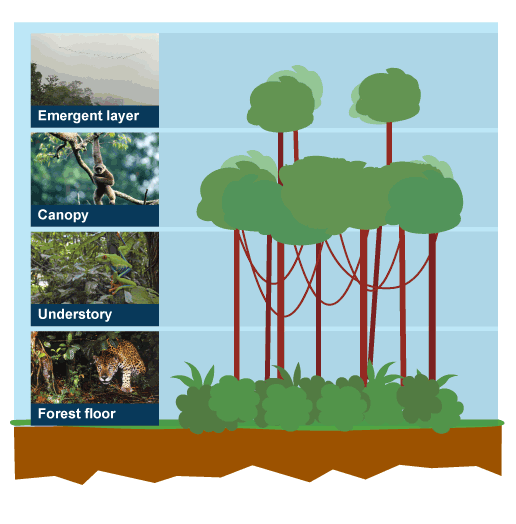 Emergent layer
Canopy
Understory
Forest floor